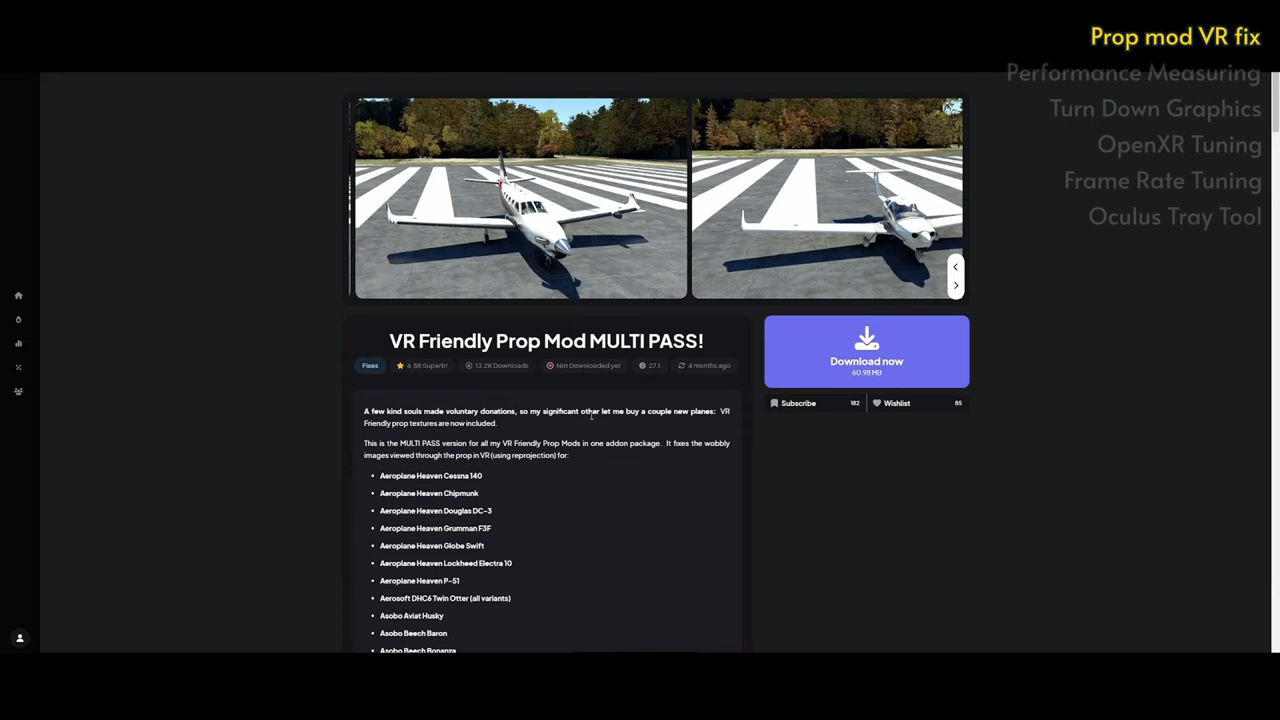 Prop mod VR fix
Performance Measuring
Turn Down Graphics
OpenXR Tuning
Frame Rate Tuning
Oculus Tray Tool
VR Friendly Prop Mod MULTI PASS!
Fixes
4.88 Superb!
13.2K Downloads
Not Downloaded yet
27.1
4 months ago
Download now
60.98 MB
Subscribe 182
Wishlist 85
A few kind souls made voluntary donations, so my significant other let me buy a couple new planes: VR
Friendly prop textures are now included.
This is the MULTI PASS version for all my VR Friendly Prop Mods in one addon package. It fixes the wobbly
images viewed through the prop in VR (using reprojection) for:
• Aeroplane Heaven Cessna 140
• Aeroplane Heaven Chipmunk
• Aeroplane Heaven Douglas DC-3
• Aeroplane Heaven Grumman F3F
• Aeroplane Heaven Globe Swift
• Aeroplane Heaven Lockheed Electra 10
• Aeroplane Heaven P-51
• Aerosoft DHC6 Twin Otter (all variants)
• Asobo Aviat Husky
• Asobo Beech Baron
• Asobo Beech Bonanza